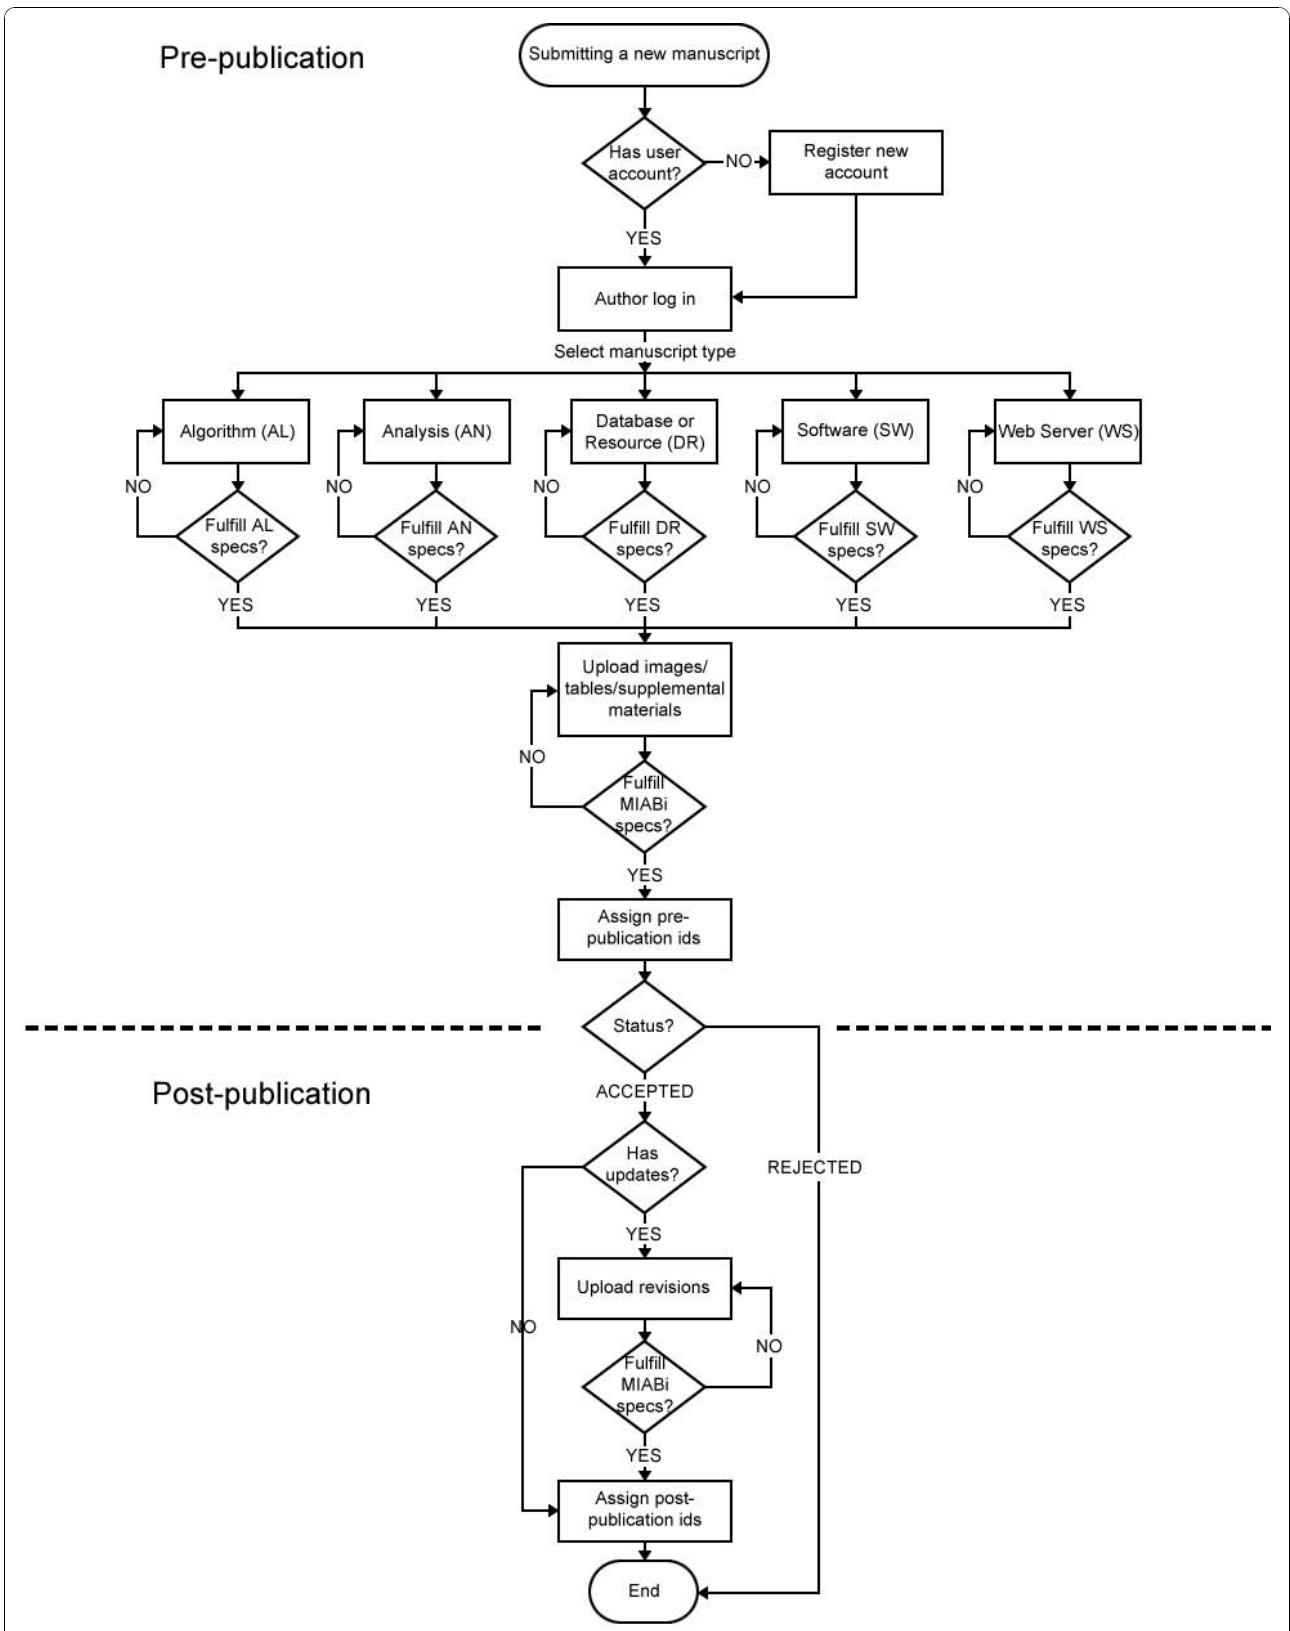 Pre-publication
Submitting a new manuscript
Has user
account?
NO
Register new
account
YES
Author log in
Select manuscript type
Algorithm (AL)
Analysis (AN)
Database or
Resource (DR)
Software (SW)
Web Server (WS)
NO
NO
NO
NO
NO
Fulfill AL
specs?
Fulfill AN
specs?
Fulfill DR
specs?
Fulfill SW
specs?
Fulfill WS
specs?
YES
YES
YES
YES
YES
Upload images/
tables/supplemental
materials
NO
Fulfill
MIABi
specs?
YES
Assign pre-
publication ids
Status?
Post-publication
ACCEPTED
Has
updates?
REJECTED
YES
Upload revisions
NO
NO
Fulfill
MIABi
specs?
YES
Assign post-
publication ids
End